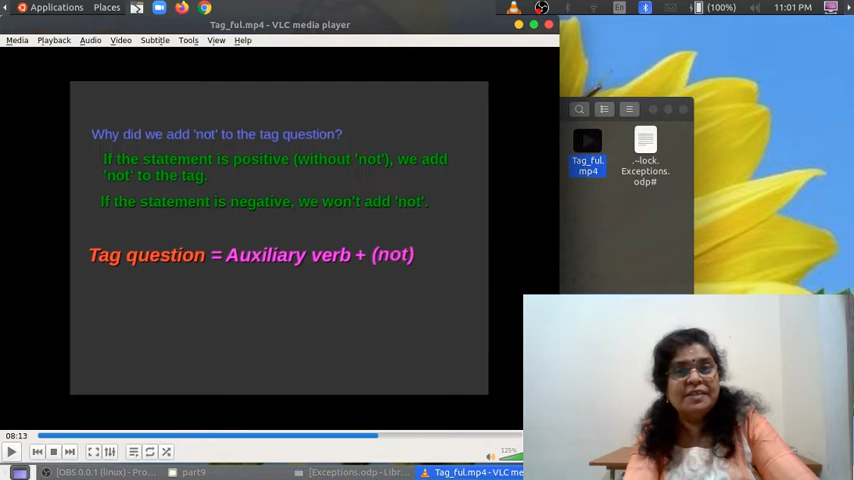 Applications Places En (100%) 11:01 PM
Tag_ful.mp4 - VLC media player
Media Playback Audio Video Subtitle Tools View Help
Why did we add 'not' to the tag question?
If the statement is positive (without 'not'), we add
'not' to the tag.
If the statement is negative, we won't add 'not'.
Tag question = Auxiliary verb + (not)
Tag_ful.
mp4
.~lock.
Exceptions.
odp#
08:13
125%
[OBS 0.0.1 (linux) - Pro... part9 [Exceptions.odp - Libr... Tag_ful.mp4 - VLC me...